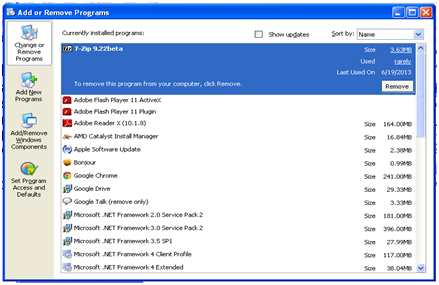 Add or Remove Programs
Change or
Remove
Programs
Add New
Programs
Add/Remove
Windows
Components
Set Program
Access and
Defaults
Currently installed programs:
Show updates
Sort by: Name
7-Zip 9.22beta
Size 3.63MB
Used rarely
Last Used On 6/19/2013
To remove this program from your computer, click Remove.
Remove
Adobe Flash Player 11 ActiveX
Adobe Flash Player 11 Plugin
Adobe Reader X (10.1.8) Size 164.00MB
AMD Catalyst Install Manager Size 16.84MB
Apple Software Update Size 2.38MB
Bonjour Size 0.99MB
Google Chrome Size 241.00MB
Google Drive Size 29.33MB
Google Talk (remove only) Size 3.33MB
Microsoft .NET Framework 2.0 Service Pack 2 Size 181.00MB
Microsoft .NET Framework 3.0 Service Pack 2 Size 396.00MB
Microsoft .NET Framework 3.5 SP1 Size 27.99MB
Microsoft .NET Framework 4 Client Profile Size 117.00MB
Microsoft .NET Framework 4 Extended Size 38.04MB